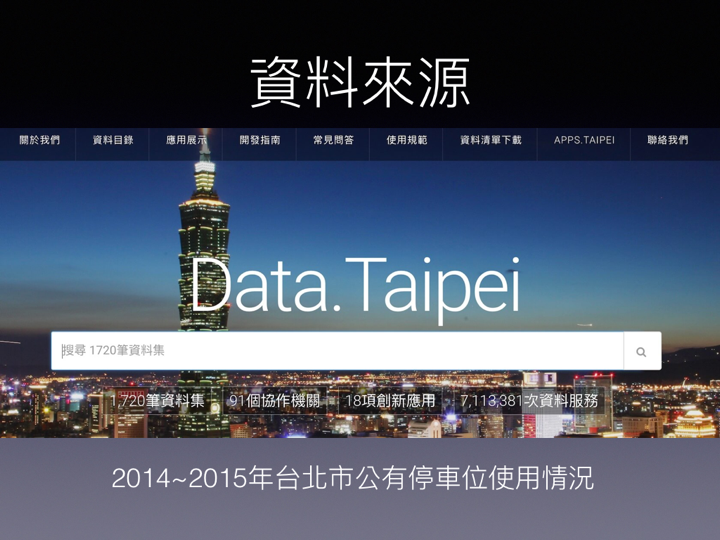 資料來源
關於我們 資料目錄 應用展示 開發指南 常見問答 使用規範 資料清單下載 APPS.TAIPEI 聯絡我們
Data.Taipei
搜尋 1720筆資料集
1,720筆資料集 91個協作機關 18項創新應用 7,113,381次資料服務
2014~2015年台北市公有停車位使用情況